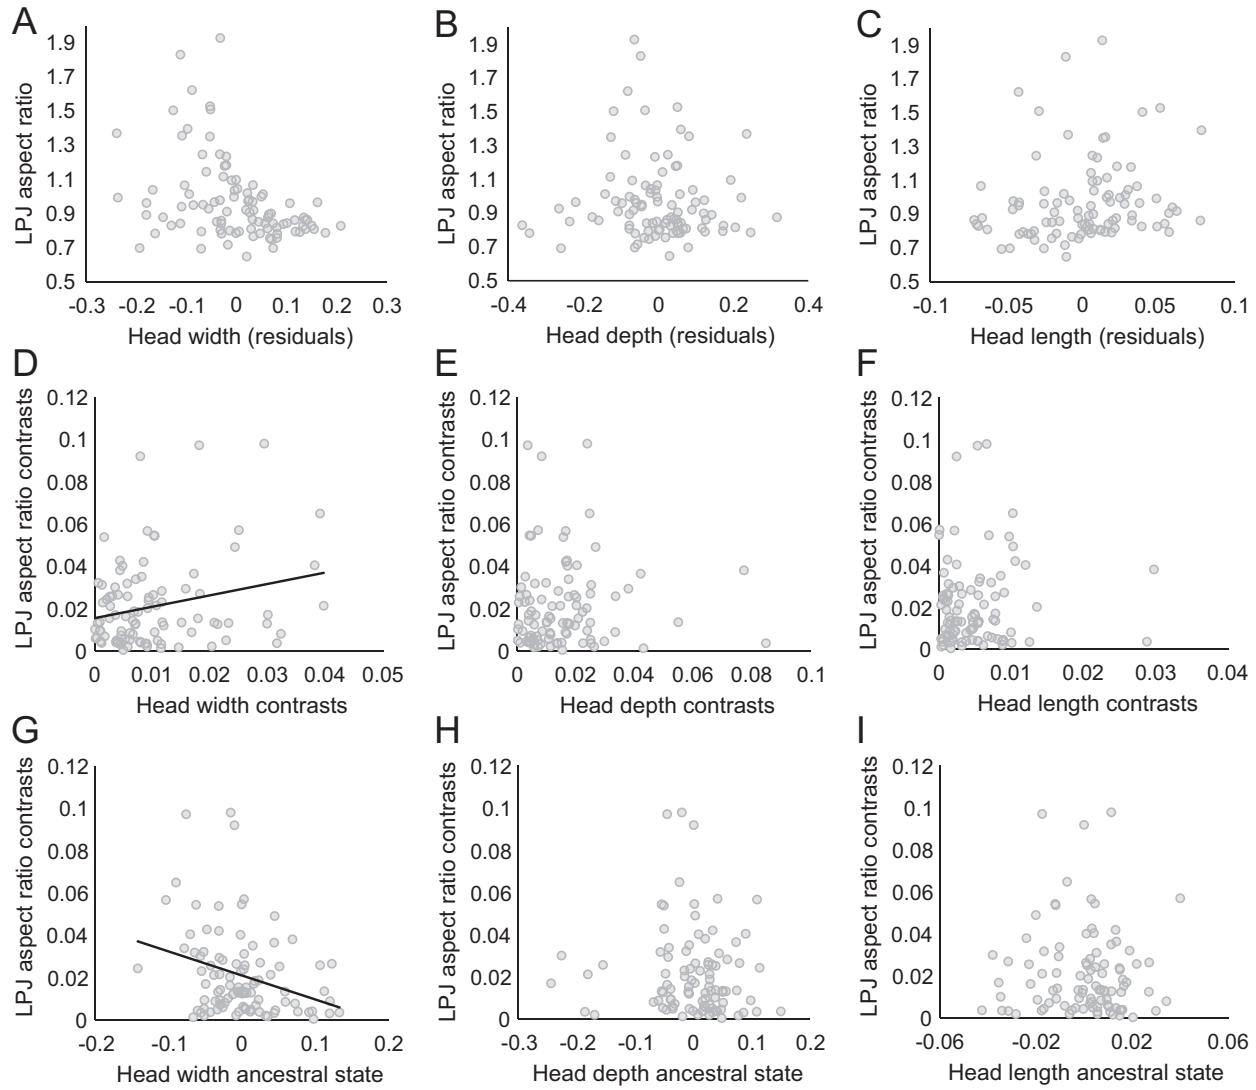 A
LPJ aspect ratio
1.9
1.7
1.5
1.3
1.1
0.9
0.7
0.5
-0.3 -0.2 -0.1 0 0.1 0.2 0.3
Head width (residuals)
B
LPJ aspect ratio
1.9
1.7
1.5
1.3
1.1
0.9
0.7
0.5
-0.4 -0.2 0 0.2 0.4
Head depth (residuals)
C
LPJ aspect ratio
1.9
1.7
1.5
1.3
1.1
0.9
0.7
0.5
-0.1 -0.05 0 0.05 0.1
Head length (residuals)
D
LPJ aspect ratio contrasts
0.12
0.1
0.08
0.06
0.04
0.02
0
0 0.01 0.02 0.03 0.04 0.05
Head width contrasts
E
LPJ aspect ratio contrasts
0.12
0.1
0.08
0.06
0.04
0.02
0
0 0.02 0.04 0.06 0.08 0.1
Head depth contrasts
F
LPJ aspect ratio contrasts
0.12
0.1
0.08
0.06
0.04
0.02
0
0 0.01 0.02 0.03 0.04
Head length contrasts
G
LPJ aspect ratio contrasts
0.12
0.1
0.08
0.06
0.04
0.02
0
-0.2 -0.1 0 0.1 0.2
Head width ancestral state
H
LPJ aspect ratio contrasts
0.12
0.1
0.08
0.06
0.04
0.02
0
-0.3 -0.2 -0.1 0 0.1 0.2
Head depth ancestral state
I
LPJ aspect ratio contrasts
0.12
0.1
0.08
0.06
0.04
0.02
0
-0.06 -0.02 0.02 0.06
Head length ancestral state